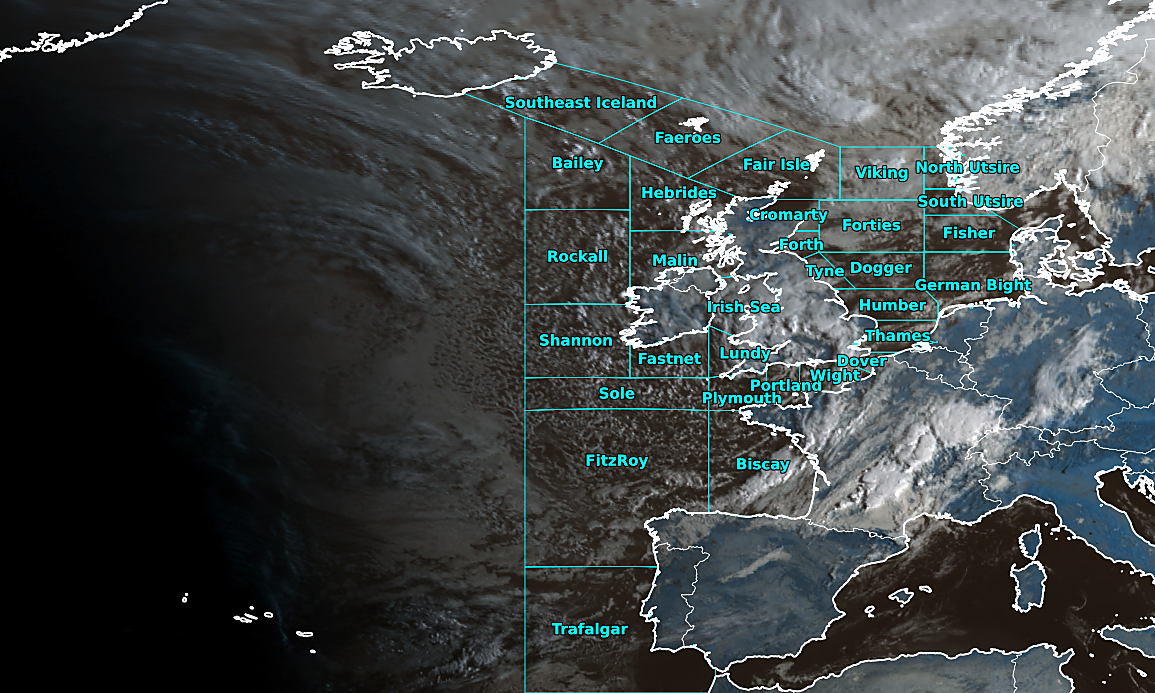 Southeast Iceland
Faeroes
Bailey
Fair Isle
Viking
North Utsire
Hebrides
South Utsire
Cromarty
Forties
Fisher
Forth
Rockall
Malin
Tyne
Dogger
German Bight
Irish Sea
Humber
Shannon
Thames
Fastnet
Lundy
Dover
Wight
Portland
Sole
Plymouth
FitzRoy
Biscay
Trafalgar